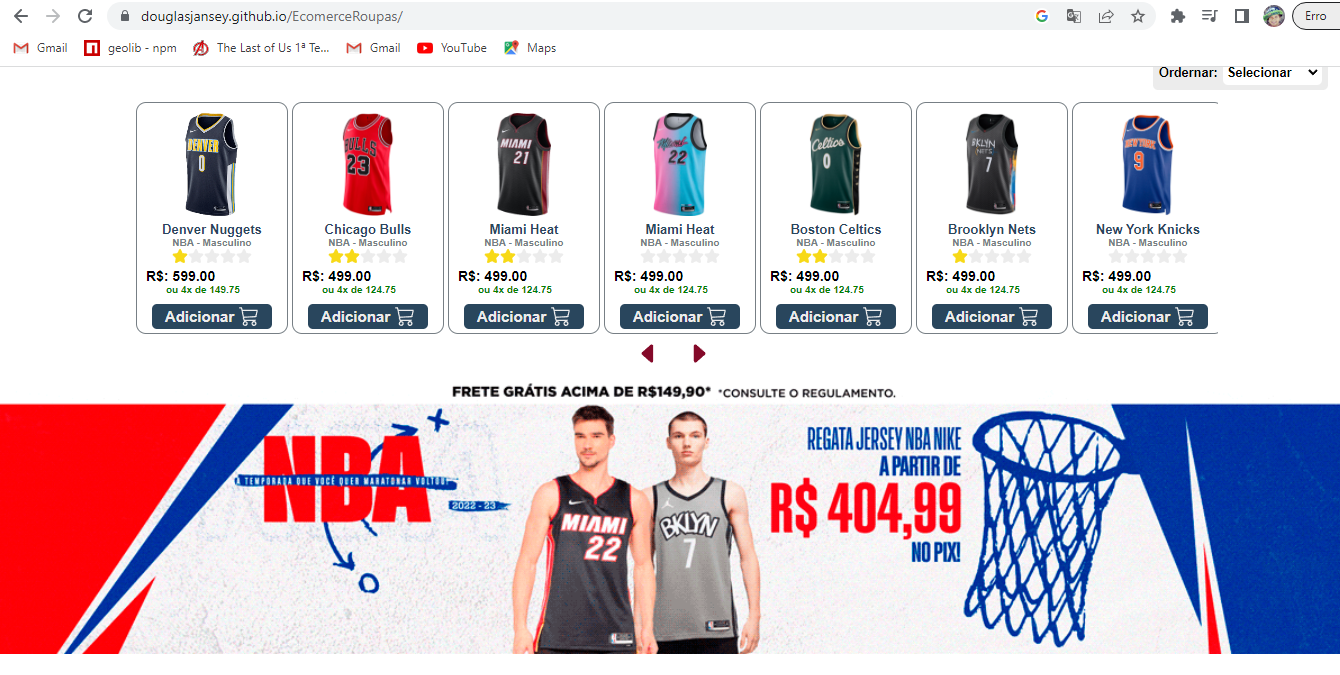 douglasjansey.github.io/EcomerceRoupas/
Erro
Gmail
geolib - npm
The Last of Us 1ª Te...
Gmail
YouTube
Maps
Ordernar: Selecionar
DENVER 0
BULLS 23
MIAMI 21
Miami 22
Celtics 0
BKLYN NETS 7
NEW YORK 9
Denver Nuggets
NBA - Masculino
R$: 599.00
ou 4x de 149.75
Adicionar
Chicago Bulls
NBA - Masculino
R$: 499.00
ou 4x de 124.75
Adicionar
Miami Heat
NBA - Masculino
R$: 499.00
ou 4x de 124.75
Adicionar
Miami Heat
NBA - Masculino
R$: 499.00
ou 4x de 124.75
Adicionar
Boston Celtics
NBA - Masculino
R$: 499.00
ou 4x de 124.75
Adicionar
Brooklyn Nets
NBA - Masculino
R$: 499.00
ou 4x de 124.75
Adicionar
New York Knicks
NBA - Masculino
R$: 499.00
ou 4x de 124.75
Adicionar
FRETE GRÁTIS ACIMA DE R$149,90* *CONSULTE O REGULAMENTO.
NBA
A TEMPORADA QUE VOCÊ QUER MARATONAR VOLTOU
2022 - 23
MIAMI
22
BKLYN
7
REGATA JERSEY NBA NIKE
A PARTIR DE
R$ 404,99
NO PIX!